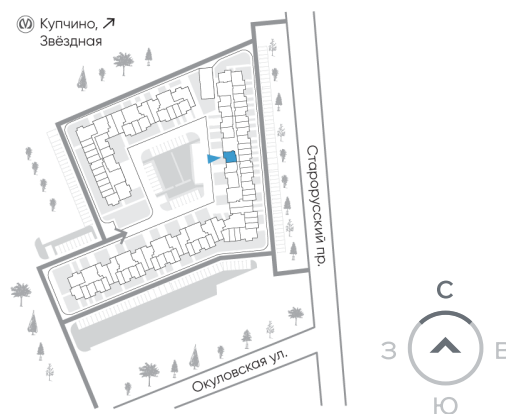 Купчино,
Звёздная
Старорусский пр.
Окуловская ул.
С
З
В
Ю